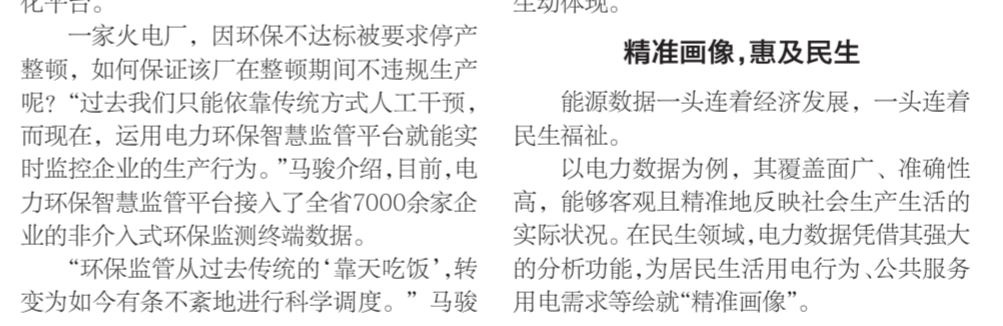 化平台。
一家火电厂，因环保不达标被要求停产
整顿，如何保证该厂在整顿期间不违规生产
呢？“过去我们只能依靠传统方式人工干预，
而现在，运用电力环保智慧监管平台就能实
时监控企业的生产行为。”马骏介绍，目前，电
力环保智慧监管平台接入了全省7000余家企
业的非介入式环保监测终端数据。
“环保监管从过去传统的‘靠天吃饭’，转
变为如今有条不紊地进行科学调度。”马骏
生动体现。
精准画像，惠及民生
能源数据一头连着经济发展，一头连着
民生福祉。
以电力数据为例，其覆盖面广、准确性
高，能够客观且精准地反映社会生产生活的
实际状况。在民生领域，电力数据凭借其强大
的分析功能，为居民生活用电行为、公共服务
用电需求等绘就“精准画像”。